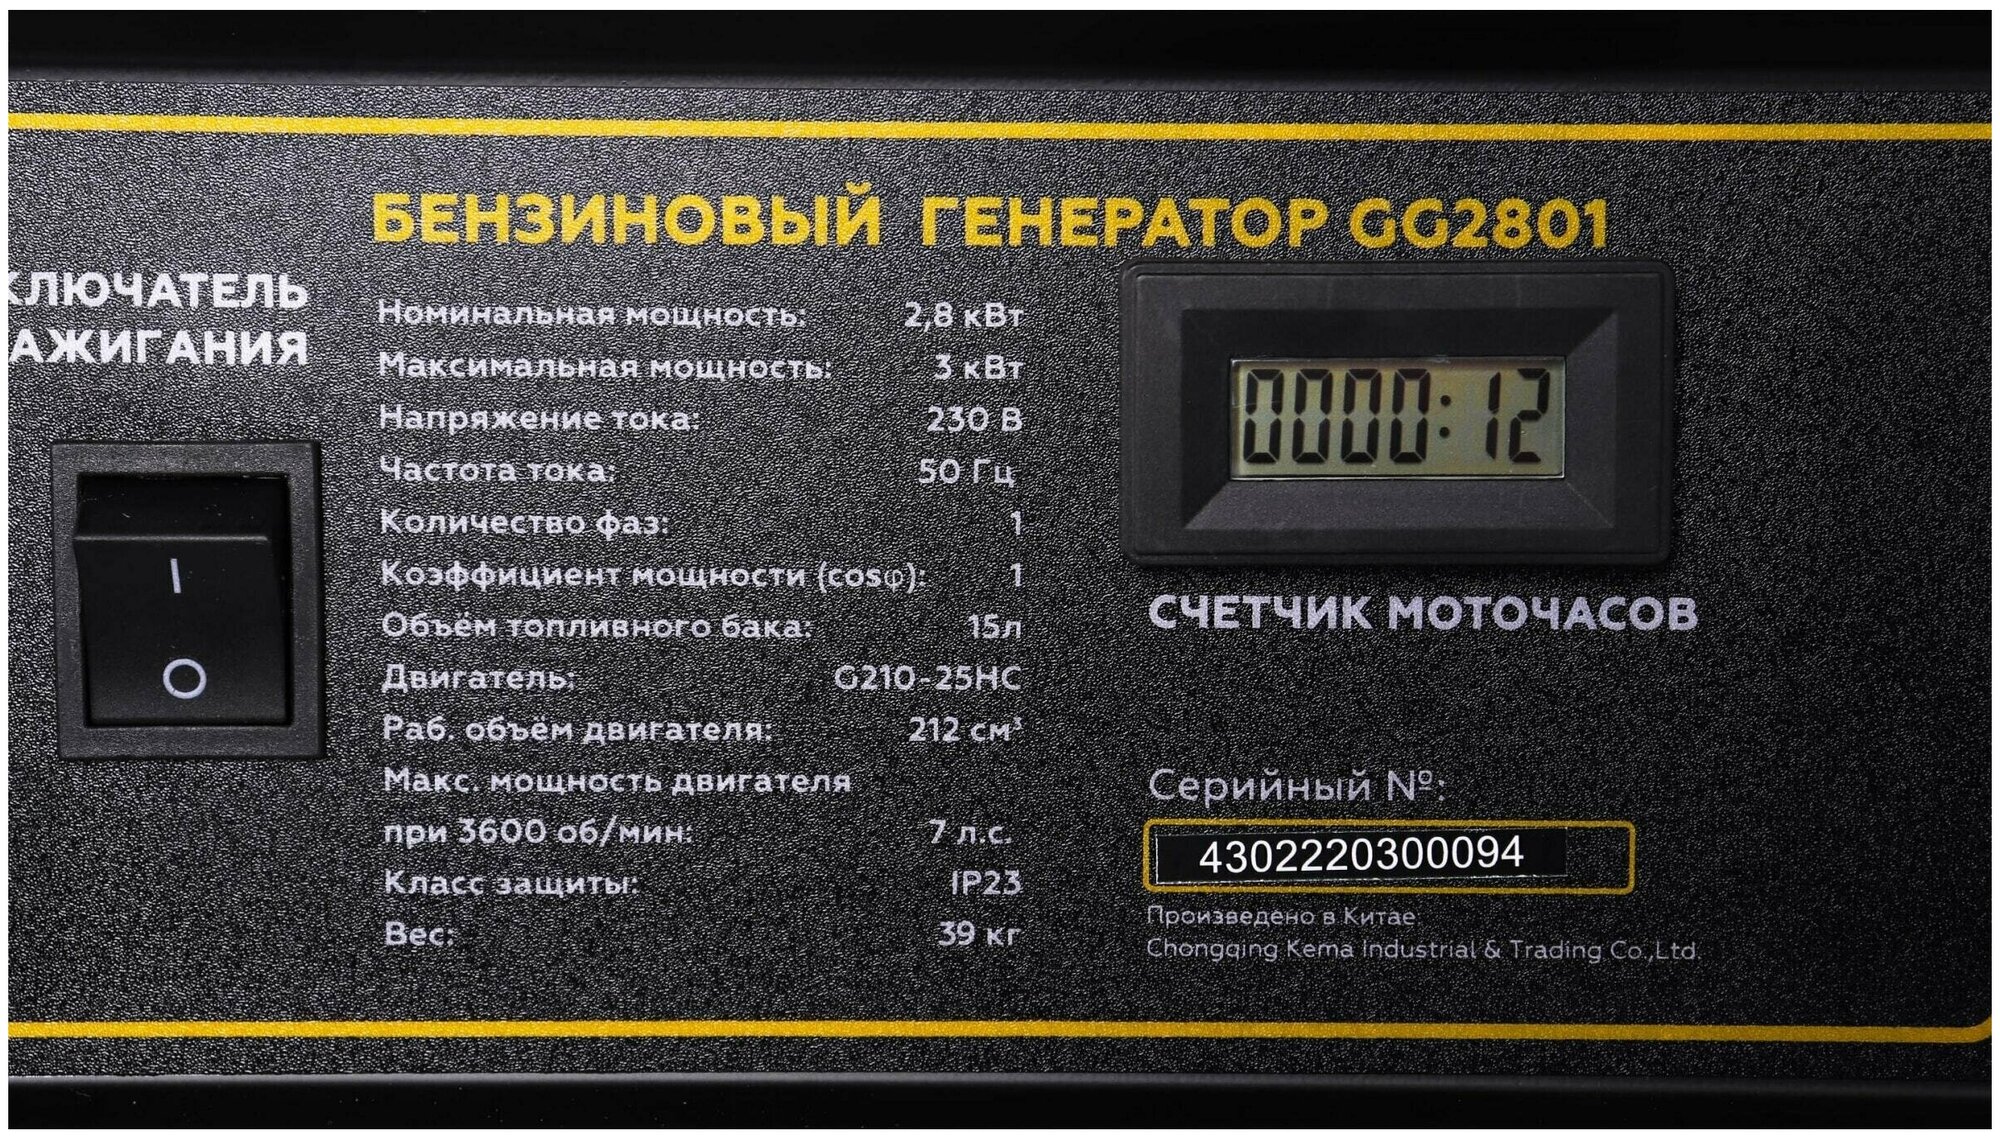 БЕНЗИНОВЫЙ ГЕНЕРАТОР GG2801
КЛЮЧАТЕЛЬ
АЖИГАНИЯ
Номинальная мощность: 2,8 кВт
Максимальная мощность: 3 кВт
Напряжение тока: 230 В
Частота тока: 50 Гц
Количество фаз: 1
Коэффициент мощности (cosφ): 1
Объём топливного бака: 15л
Двигатель: G210-25HC
Раб. объём двигателя: 212 см³
Макс. мощность двигателя
при 3600 об/мин: 7 л.с.
Класс защиты: IP23
Вес: 39 кг
I
O
0000:12
СЧЕТЧИК МОТОЧАСОВ
Серийный №:
4302220300094
Произведено в Китае:
Chongqing Kema Industrial & Trading Co.,Ltd.